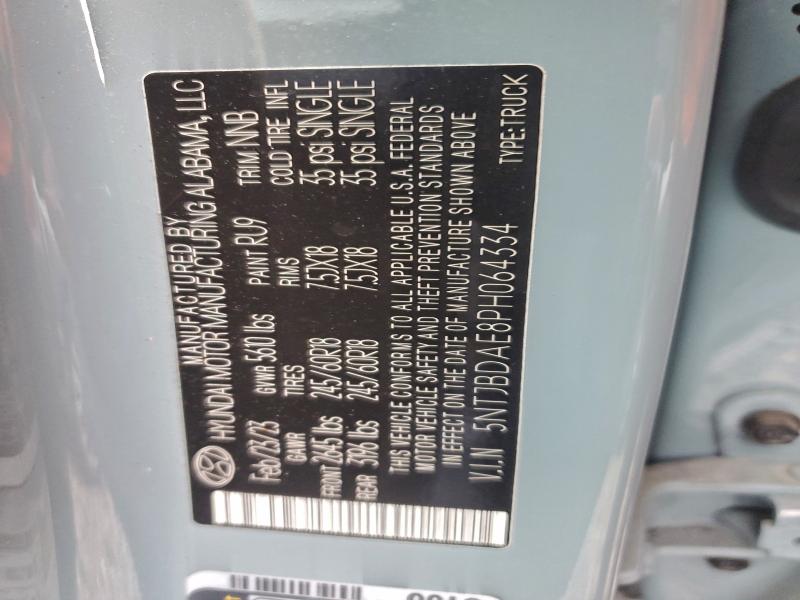 MANUFACTURED BY
HYUNDAI MOTOR MANUFACTURING ALABAMA, LLC
Feb/28/23 GVWR 5610 lbs PAINT RU9 TRIM NNB
GAWR TIRES RIMS COLD TIRE INFL
FRONT 2645 lbs 245/60R18 7.5JX18 35 psi SINGLE
REAR 3196 lbs 245/60R18 7.5JX18 35 psi SINGLE
THIS VEHICLE CONFORMS TO ALL APPLICABLE U.S.A. FEDERAL
MOTOR VEHICLE SAFETY AND THEFT PREVENTION STANDARDS
IN EFFECT ON THE DATE OF MANUFACTURE SHOWN ABOVE
V.I.N 5NTJBDAE8PH064334 TYPE:TRUCK